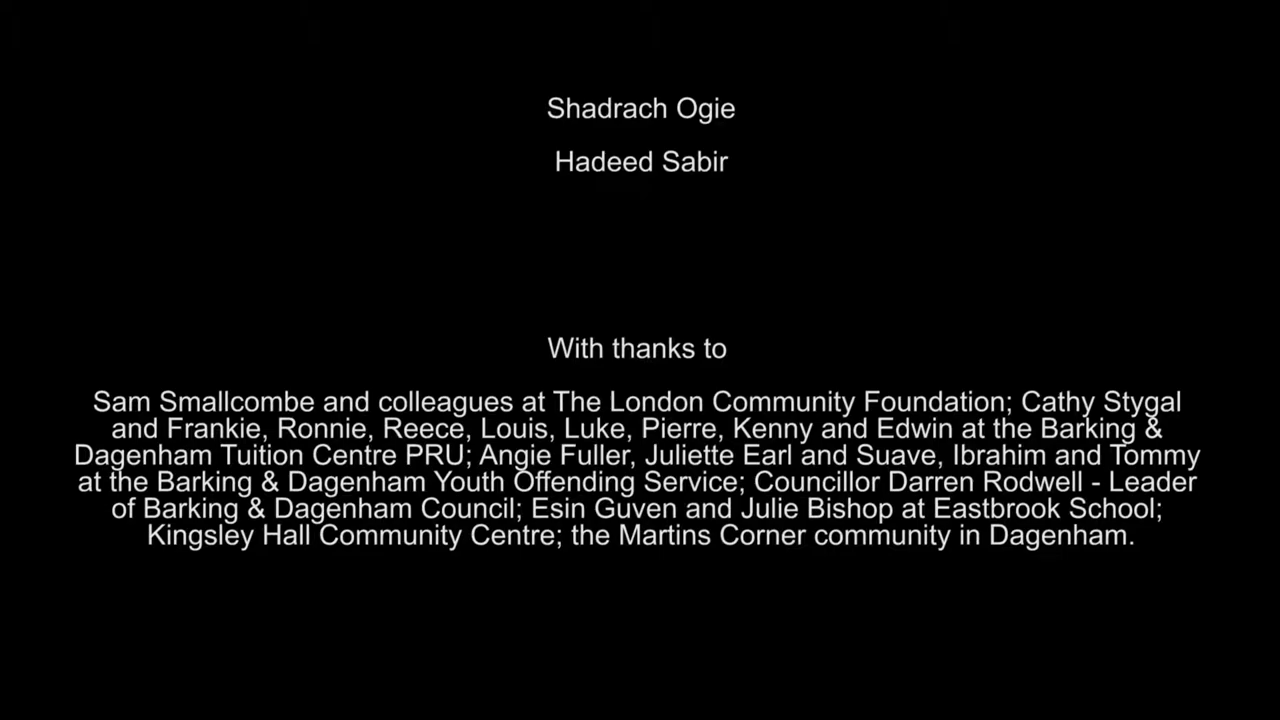 Shadrach Ogie
Hadeed Sabir
With thanks to
Sam Smallcombe and colleagues at The London Community Foundation; Cathy Stygal
and Frankie, Ronnie, Reece, Louis, Luke, Pierre, Kenny and Edwin at the Barking &
Dagenham Tuition Centre PRU; Angie Fuller, Juliette Earl and Suave, Ibrahim and Tommy
at the Barking & Dagenham Youth Offending Service; Councillor Darren Rodwell - Leader
of Barking & Dagenham Council; Esin Guven and Julie Bishop at Eastbrook School;
Kingsley Hall Community Centre; the Martins Corner community in Dagenham.